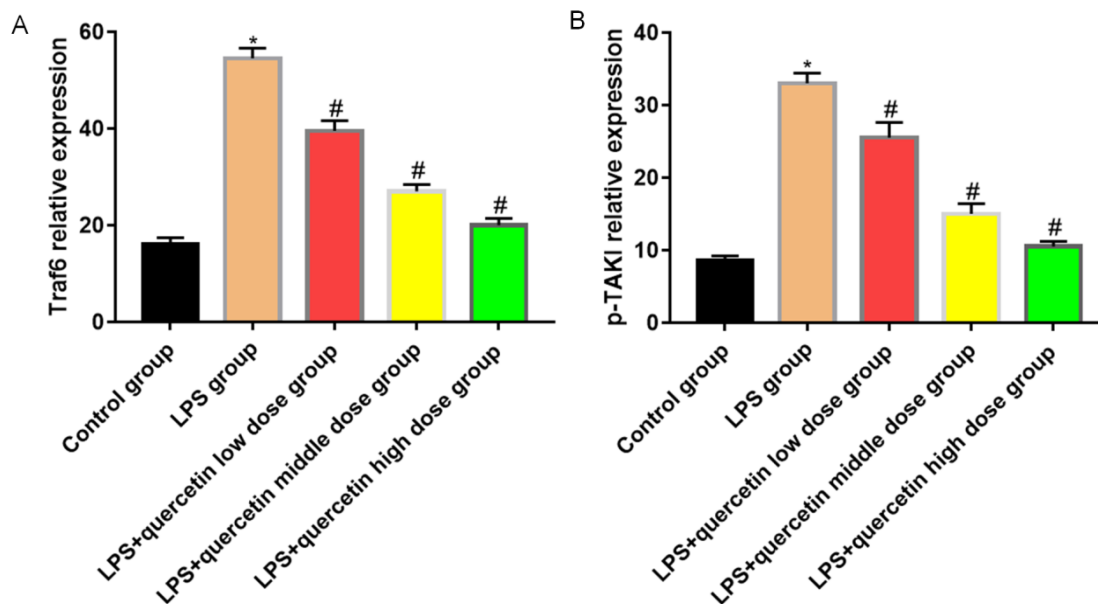 A
Traf6 relative expression
60
40
20
0
*
#
#
#
Control group
LPS group
LPS+quercetin low dose group
LPS+quercetin middle dose group
LPS+quercetin high dose group
B
p-TAKI relative expression
40
30
20
10
0
*
#
#
#
Control group
LPS group
LPS+quercetin low dose group
LPS+quercetin middle dose group
LPS+quercetin high dose group